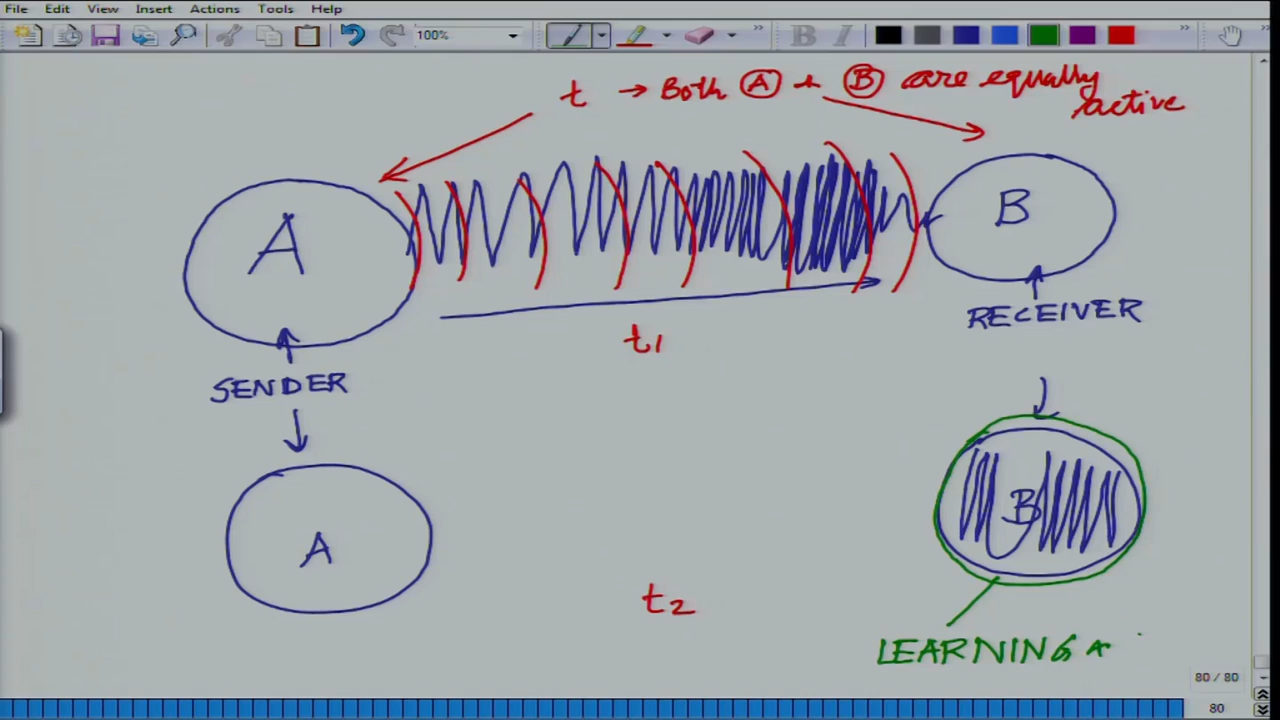 File Edit View Insert Actions Tools Help
100%
t → Both A + B are equally
active
A
B
t1
RECEIVER
SENDER
A
B
t2
LEARNING A
80 / 80
80